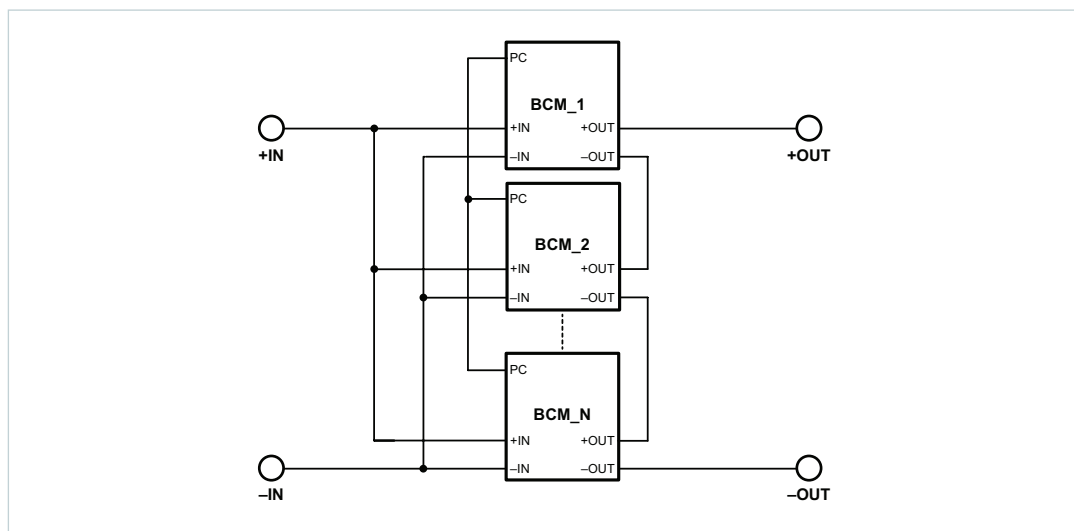 PC
BCM_1
+IN
+IN
+OUT
+OUT
–IN
–OUT
PC
BCM_2
+IN
+OUT
–IN
–OUT
PC
BCM_N
+IN
+OUT
–IN
–IN
–OUT
–OUT